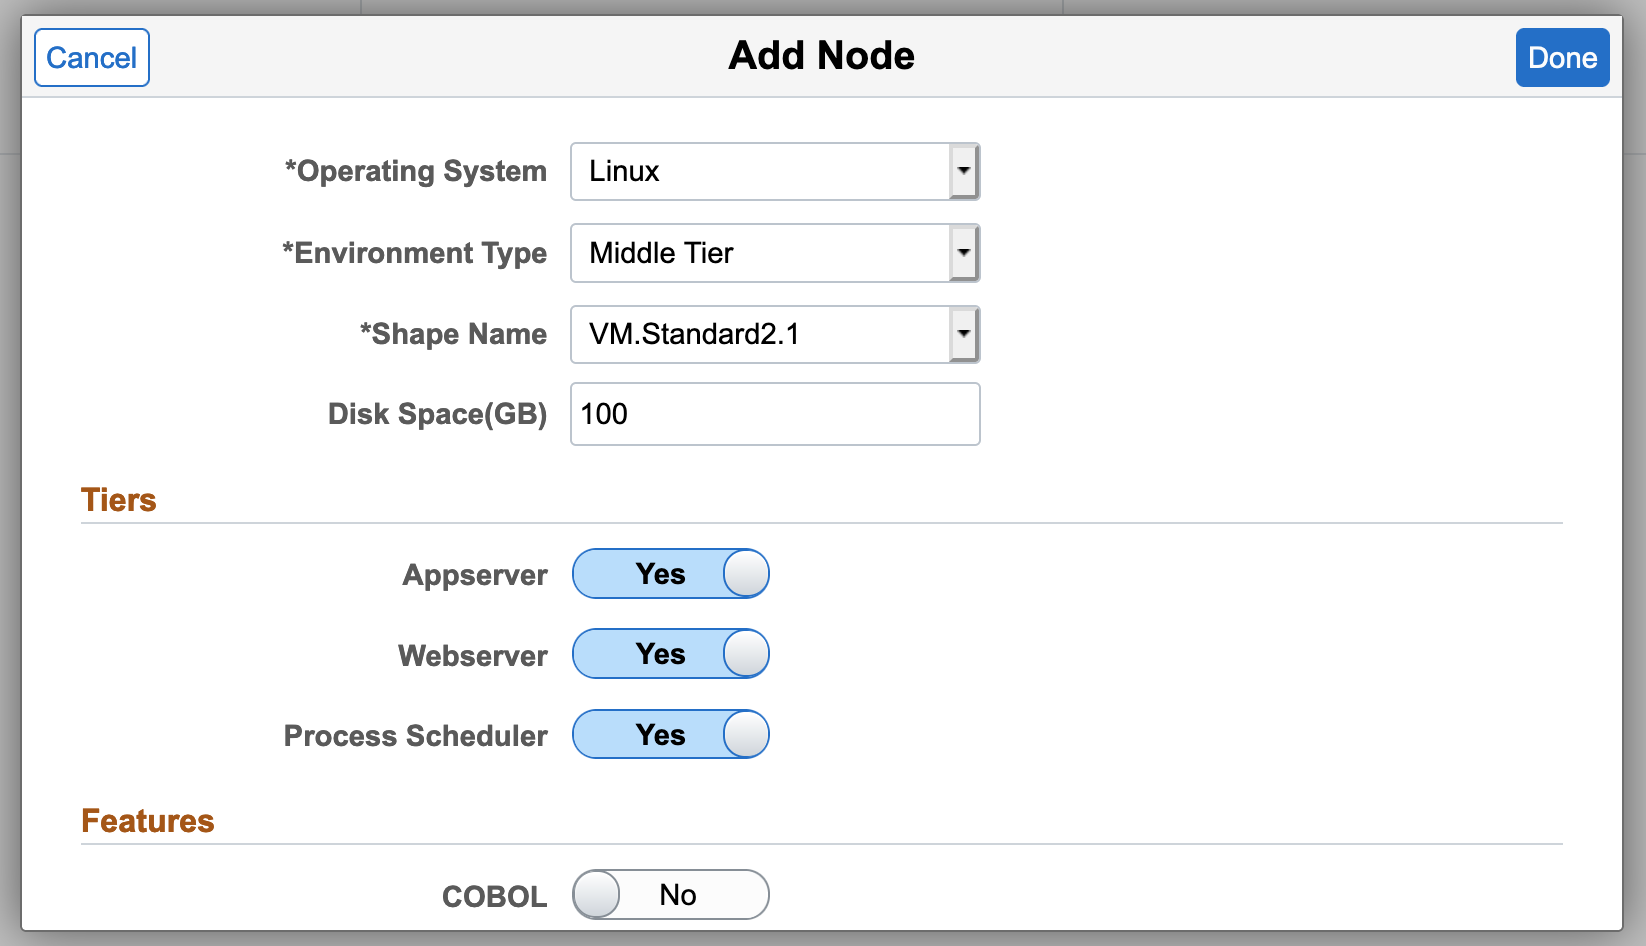 Cancel
Add Node
Done
*Operating System Linux
*Environment Type Middle Tier
*Shape Name VM.Standard2.1
Disk Space(GB) 100
Tiers
Appserver Yes
Webserver Yes
Process Scheduler Yes
Features
COBOL No